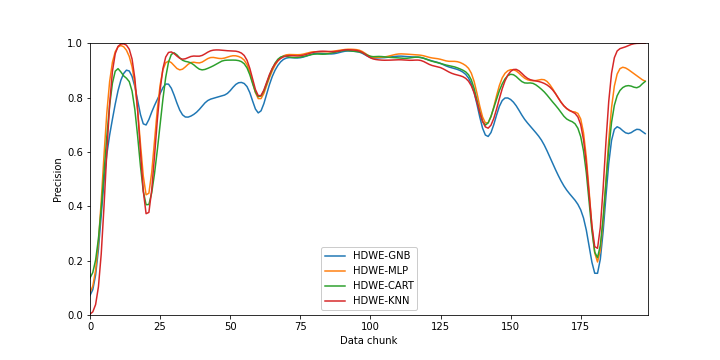 1.0
0.8
0.6
0.4
0.2
0.0
Precision
0
25
50
75
100
125
150
175
Data chunk
HDWE-GNB
HDWE-MLP
HDWE-CART
HDWE-KNN